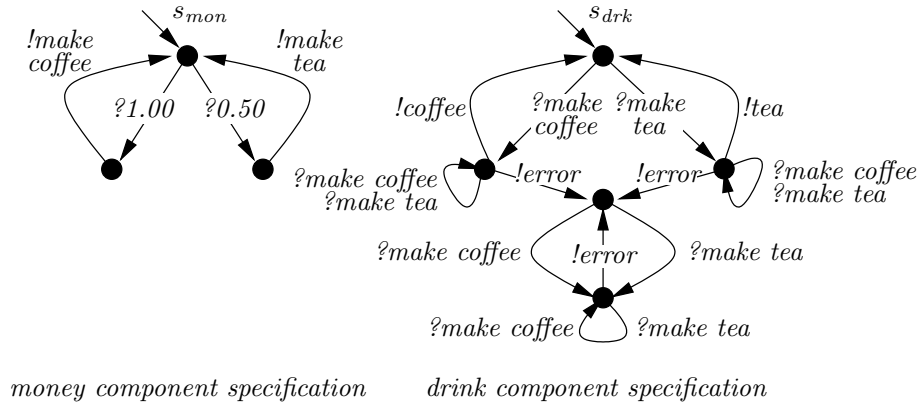 s_mon
!make
coffee
!make
tea
?1.00
?0.50
s_drk
!coffee
?make
coffee
?make
tea
!tea
?make coffee
?make tea
!error
!error
?make coffee
?make tea
?make coffee
!error
?make tea
?make coffee
?make tea
money component specification
drink component specification